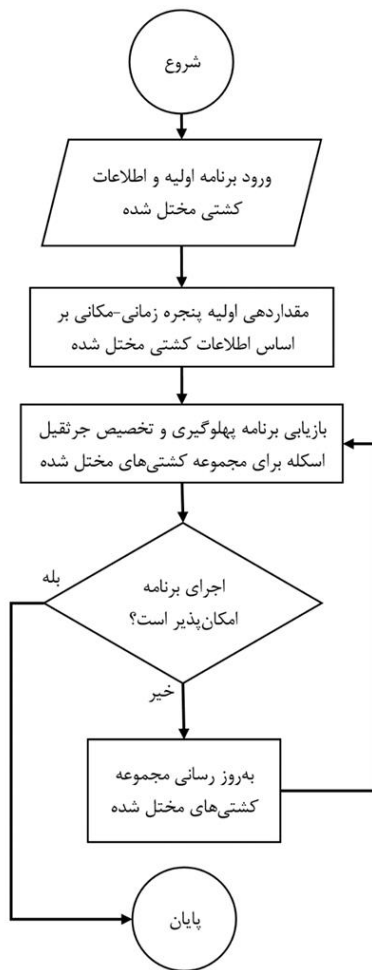 شروع
ورود برنامه اولیه و اطلاعات
کشتی مختل شده
مقداردهی اولیه پنجره زمانی-مکانی بر
اساس اطلاعات کشتی مختل شده
بازیابی برنامه پهلوگیری و تخصیص جرثقیل
اسکله برای مجموعه کشتی‌های مختل شده
اجرای برنامه
امکان‌پذیر است؟
بله
خیر
به‌روز رسانی مجموعه
کشتی‌های مختل شده
پایان